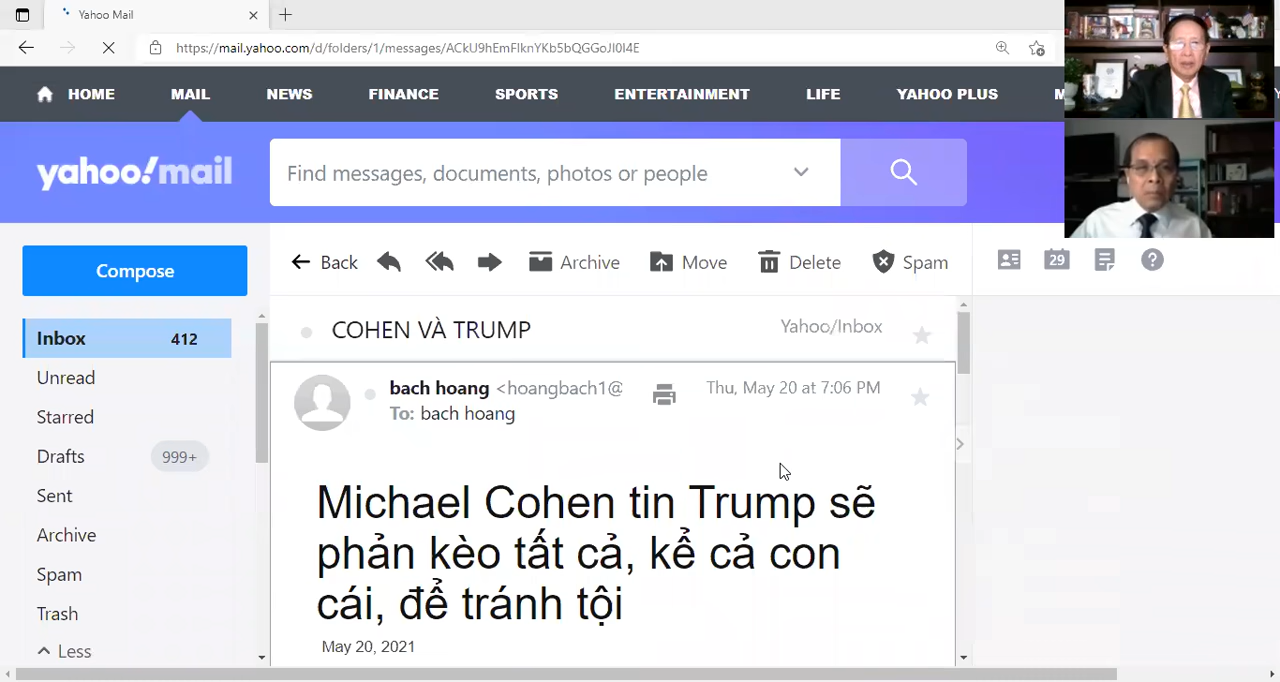 Yahoo Mail
https://mail.yahoo.com/d/folders/1/messages/ACkU9hEmFIknYKb5bQGGoJI0I4E
HOME MAIL NEWS FINANCE SPORTS ENTERTAINMENT LIFE YAHOO PLUS M
yahoo!mail
Find messages, documents, photos or people
Compose
Back Archive Move Delete Spam 29
Inbox 412
Unread
Starred
Drafts 999+
Sent
Archive
Spam
Trash
Less
COHEN VÀ TRUMP Yahoo/Inbox
bach hoang <hoangbach1@ Thu, May 20 at 7:06 PM
To: bach hoang
Michael Cohen tin Trump sẽ
phản kèo tất cả, kể cả con
cái, để tránh tội
May 20, 2021